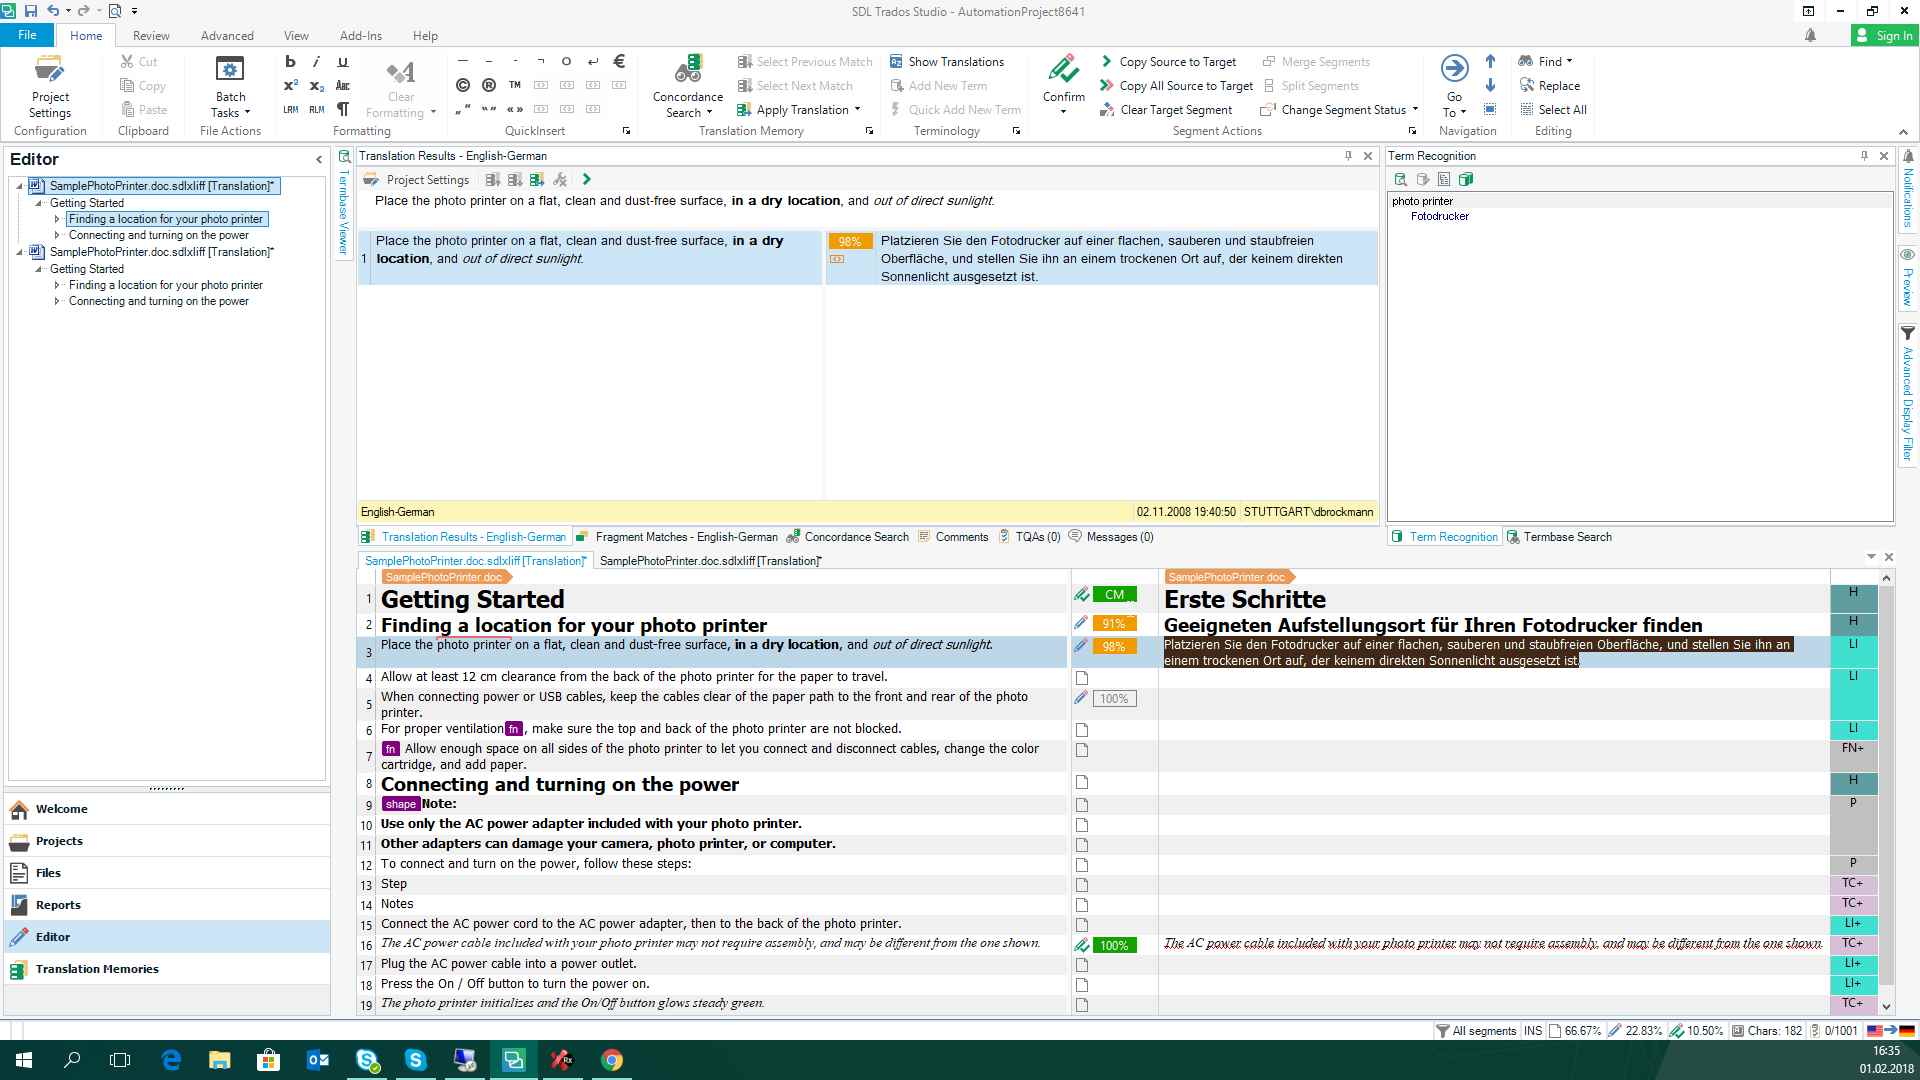 SDL Trados Studio - AutomationProject8641
File Home Review Advanced View Add-Ins Help Sign In
Project Settings
Configuration
Cut
Copy
Paste
Clipboard
Batch Tasks
File Actions
b i u
x² x₂ Aac
LRM RLM ¶
Clear Formatting
Formatting
© ® TM €
QuickInsert
Concordance Search
Select Previous Match
Select Next Match
Apply Translation
Translation Memory
Show Translations
Add New Term
Quick Add New Term
Terminology
Confirm
Copy Source to Target
Copy All Source to Target
Clear Target Segment
Merge Segments
Split Segments
Change Segment Status
Segment Actions
Go To
Navigation
Find
Replace
Select All
Editing
Editor
SamplePhotoPrinter.doc.sdlxliff [Translation]*
Getting Started
Finding a location for your photo printer
Connecting and turning on the power
SamplePhotoPrinter.doc.sdlxliff [Translation]*
Getting Started
Finding a location for your photo printer
Connecting and turning on the power
Welcome
Projects
Files
Reports
Editor
Translation Memories
Termbase Viewer
Translation Results - English-German
Project Settings
Place the photo printer on a flat, clean and dust-free surface, in a dry location, and out of direct sunlight.
1
Place the photo printer on a flat, clean and dust-free surface, in a dry
location, and out of direct sunlight.
98%
Platzieren Sie den Fotodrucker auf einer flachen, sauberen und staubfreien
Oberfläche, und stellen Sie ihn an einem trockenen Ort auf, der keinem direkten
Sonnenlicht ausgesetzt ist.
English-German 02.11.2008 19:40:50 STUTTGART\dbrockmann
Translation Results - English-German Fragment Matches - English-German Concordance Search Comments TQAs (0) Messages (0)
Term Recognition
photo printer
Fotodrucker
Term Recognition Termbase Search
Notifications
Preview
Advanced Display Filter
SamplePhotoPrinter.doc.sdlxliff [Translation]* SamplePhotoPrinter.doc.sdlxliff [Translation]*
SamplePhotoPrinter.doc SamplePhotoPrinter.doc
1 Getting Started CM Erste Schritte H
2 Finding a location for your photo printer 91% Geeigneten Aufstellungsort für Ihren Fotodrucker finden H
3 Place the photo printer on a flat, clean and dust-free surface, in a dry location, and out of direct sunlight. 98% Platzieren Sie den Fotodrucker auf einer flachen, sauberen und staubfreien Oberfläche, und stellen Sie ihn an LI
einem trockenen Ort auf, der keinem direkten Sonnenlicht ausgesetzt ist.
4 Allow at least 12 cm clearance from the back of the photo printer for the paper to travel. LI
5 When connecting power or USB cables, keep the cables clear of the paper path to the front and rear of the photo 100%
printer.
6 For proper ventilation fn , make sure the top and back of the photo printer are not blocked. LI
7 fn Allow enough space on all sides of the photo printer to let you connect and disconnect cables, change the color FN+
cartridge, and add paper.
8 Connecting and turning on the power H
9 shape Note: P
10 Use only the AC power adapter included with your photo printer.
11 Other adapters can damage your camera, photo printer, or computer.
12 To connect and turn on the power, follow these steps: P
13 Step TC+
14 Notes TC+
15 Connect the AC power cord to the AC power adapter, then to the back of the photo printer. LI+
16 The AC power cable included with your photo printer may not require assembly, and may be different from the one shown. 100% The AC power cable included with your photo printer may not require assembly, and may be different from the one shown. TC+
17 Plug the AC power cable into a power outlet. LI+
18 Press the On / Off button to turn the power on. LI+
19 The photo printer initializes and the On/Off button glows steady green. TC+
All segments INS 66.67% 22.83% 10.50% Chars: 182 0/1001
16:35
01.02.2018